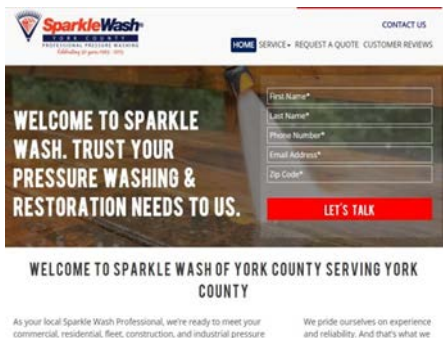 SparkleWash®
YORK COUNTY
PROFESSIONAL PRESSURE WASHING
CONTACT US
HOME SERVICE REQUEST A QUOTE CUSTOMER REVIEWS
First Name*
Last Name*
Phone Number*
Email Address*
Zip Code*
WELCOME TO SPARKLE
WASH. TRUST YOUR
PRESSURE WASHING &
RESTORATION NEEDS TO US.
LET'S TALK
WELCOME TO SPARKLE WASH OF YORK COUNTY SERVING YORK
COUNTY
As your local Sparkle Wash Professional, we're ready to meet your
commercial, residential, fleet, construction, and industrial pressure
We pride ourselves on experience
and reliability. And that's what we